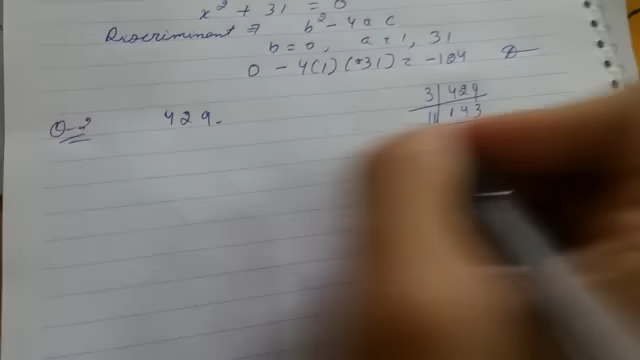 x² + 31 = 0
Discriminant ⇒ b² - 4ac
b = 0, a = 1, 31
0 - 4(1)(31) = -124
3 | 429
Q-2 429.
11 | 143